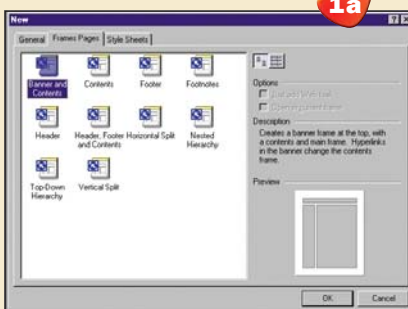 1a
New
General Frames Pages Style Sheets
Banner and Contents
Contents
Footer
Footnotes
Header
Header, Footer and Contents
Horizontal Split
Nested Hierarchy
Top-Down Hierarchy
Vertical Split
Options
Description
Creates a banner frame at the top, with
a contents and main frame. Hyperlinks
in the banner change the contents
frame.
Preview
OK Cancel